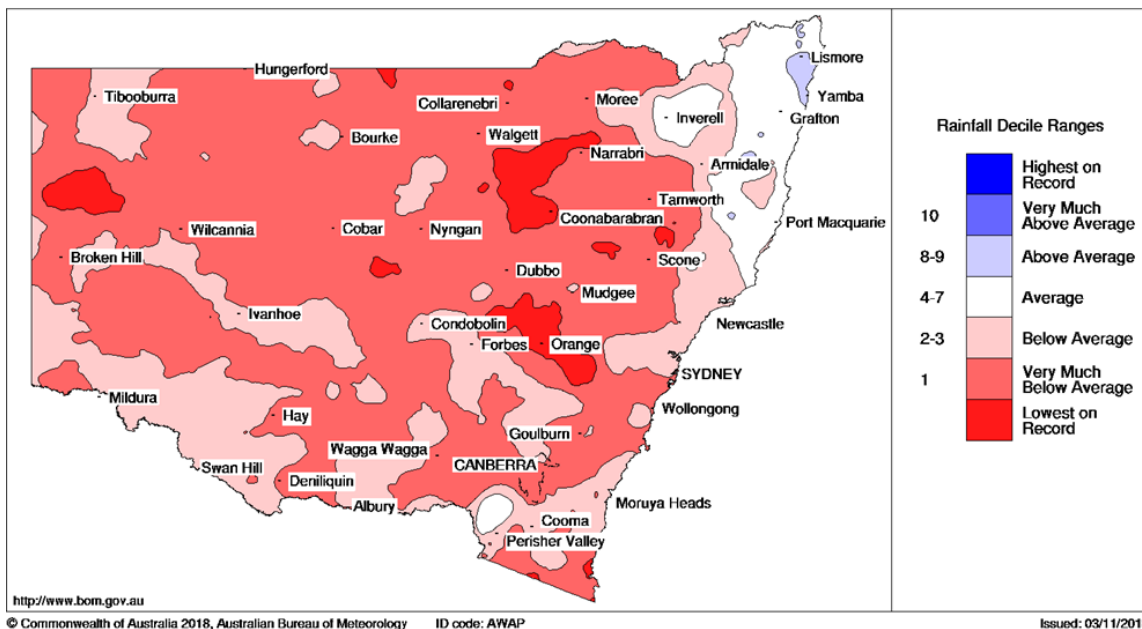 Lismore
Hungerford
Tibooburra
Collarenebri
Moree
Yamba
Inverell
Grafton
Bourke
Walgett
Narrabri
Armidale
Tamworth
Coonabarabran
Port Macquarie
Wilcannia
Cobar
Nyngan
Broken Hill
Scone
Dubbo
Mudgee
Ivanhoe
Condobolin
Newcastle
Forbes
Orange
SYDNEY
Mildura
Wollongong
Hay
Goulburn
Wagga Wagga
CANBERRA
Swan Hill
Deniliquin
Albury
Moruya Heads
Cooma
Perisher Valley
http://www.bom.gov.au
Rainfall Decile Ranges
Highest on
Record
10 Very Much
Above Average
8-9 Above Average
4-7 Average
2-3 Below Average
1 Very Much
Below Average
Lowest on
Record
© Commonwealth of Australia 2018, Australian Bureau of Meteorology ID code: AWAP Issued: 03/11/201